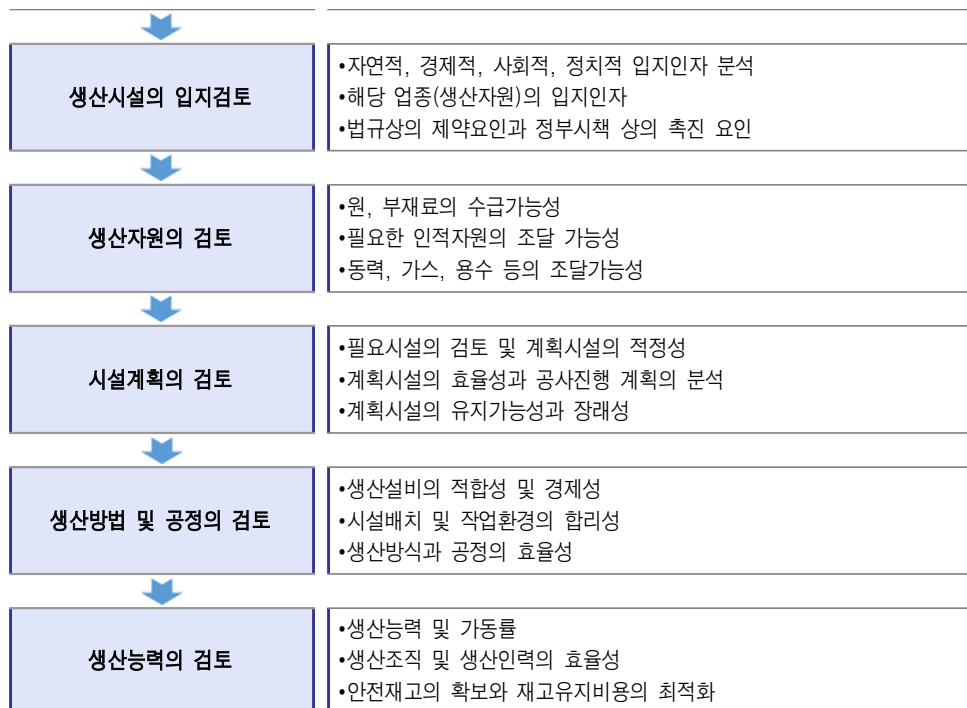 생산시설의 입지검토
•자연적, 경제적, 사회적, 정치적 입지인자 분석
•해당 업종(생산자원)의 입지인자
•법규상의 제약요인과 정부시책 상의 촉진 요인
생산자원의 검토
•원, 부재료의 수급가능성
•필요한 인적자원의 조달 가능성
•동력, 가스, 용수 등의 조달가능성
시설계획의 검토
•필요시설의 검토 및 계획시설의 적정성
•계획시설의 효율성과 공사진행 계획의 분석
•계획시설의 유지가능성과 장래성
생산방법 및 공정의 검토
•생산설비의 적합성 및 경제성
•시설배치 및 작업환경의 합리성
•생산방식과 공정의 효율성
생산능력의 검토
•생산능력 및 가동률
•생산조직 및 생산인력의 효율성
•안전재고의 확보와 재고유지비용의 최적화